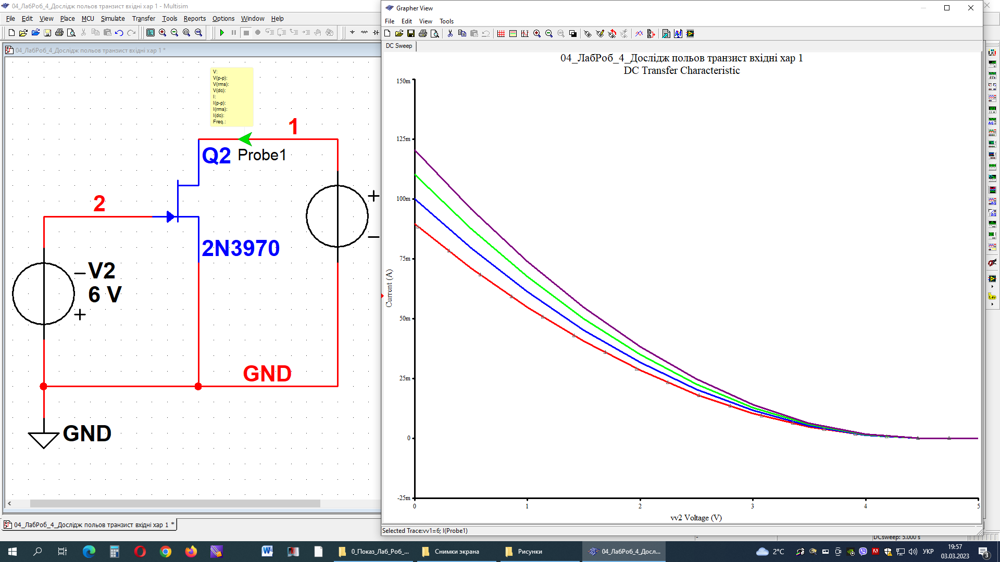 04_ЛабРоб_4_Дослідж польов транзист вхідні хар 1 - Multisim
File Edit View Place MCU Simulate Transfer Tools Reports Options Window Help
04_ЛабРоб_4_Дослідж польов транзист вхідні хар 1 *
V:
V(p-p):
V(rms):
V(dc):
I:
I(p-p):
I(rms):
I(dc):
Freq.:
1
Q2 Probe1
2
2N3970
+
−
−V2
6 V
+
GND
GND
04_ЛабРоб_4_Дослідж польов транзист вхідні хар 1 *
Grapher View
File Edit View Tools
DC Sweep
04_ЛабРоб_4_Дослідж польов транзист вхідні хар 1
DC Transfer Characteristic
150m
125m
100m
75m
50m
25m
0
-25m
Current (A)
0 1 2 3 4 5
vv2 Voltage (V)
Selected Trace:vv1=6; I(Probe1)
- DCsweep: 5.000 s
0_Показ_Лаб_Роб_...
Снимки экрана
Рисунки
04_ЛабРоб_4_Досл...
2°C
УКР
19:57
03.03.2023
3